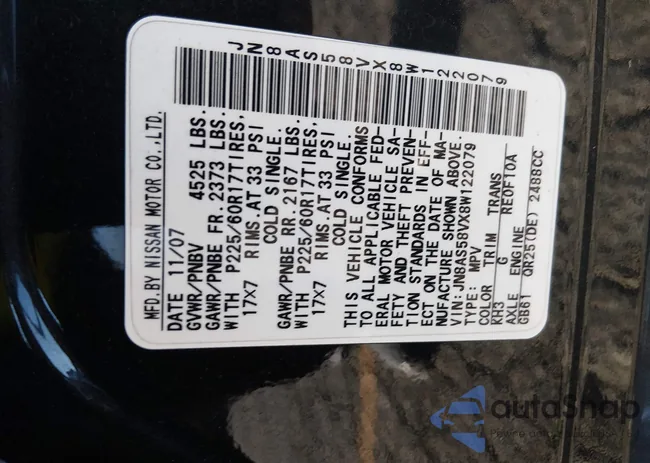 JN8AS58VX8W122079
MFD.BY NISSAN MOTOR CO.,LTD.
DATE 11/07
GVWR/PNBV 4525 LBS.
GAWR/PNBE FR.2373 LBS.
WITH P225/60R17TIRES,
17X7 RIMS.AT 33 PSI
COLD SINGLE.
GAWR/PNBE RR.2167 LBS.
WITH P225/60R17TIRES,
17X7 RIMS.AT 33 PSI
COLD SINGLE.
THIS VEHICLE CONFORMS
TO ALL APPLICABLE FED-
ERAL MOTOR VEHICLE SA-
FETY AND THEFT PREVEN-
TION STANDARDS IN EFF-
ECT ON THE DATE OF MA-
NUFACTURE SHOWN ABOVE.
VIN: JN8AS58VX8W122079
TYPE: MPV
COLOR TRIM TRANS
KH3 G RE0F10A
AXLE ENGINE
GB61 QR25(DE) 2488CC
autoSnap